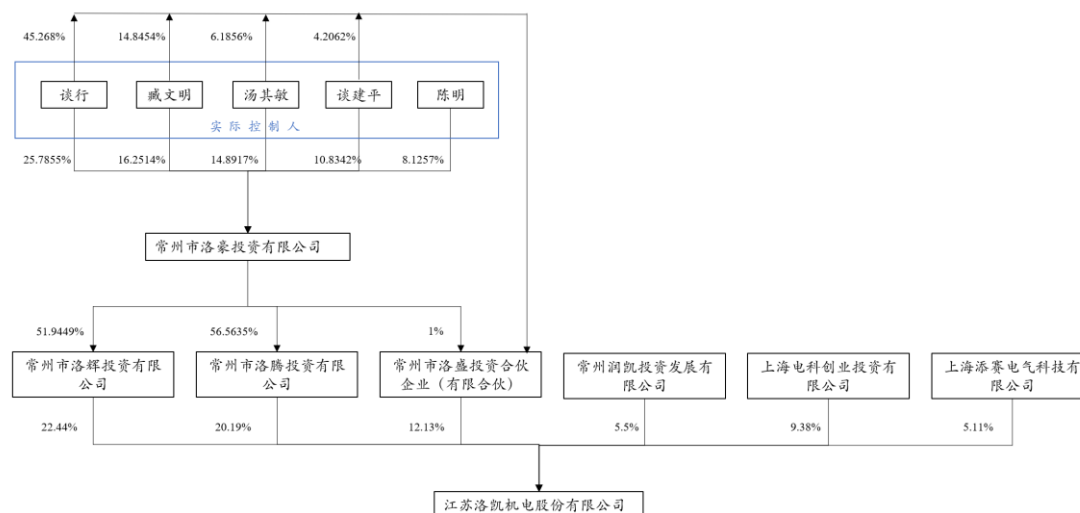 45.268%
14.8454%
6.1856%
4.2062%
谈行
臧文明
汤其敏
谈建平
陈明
实际控制人
25.7855%
16.2514%
14.8917%
10.8342%
8.1257%
常州市洛豪投资有限公司
51.9449%
56.5635%
1%
常州市洛辉投资有限
公司
常州市洛腾投资有限
公司
常州市洛盛投资合伙
企业（有限合伙）
常州润凯投资发展有
限公司
上海电科创业投资有
限公司
上海添赛电气科技有
限公司
22.44%
20.19%
12.13%
5.5%
9.38%
5.11%
江苏洛凯机电股份有限公司